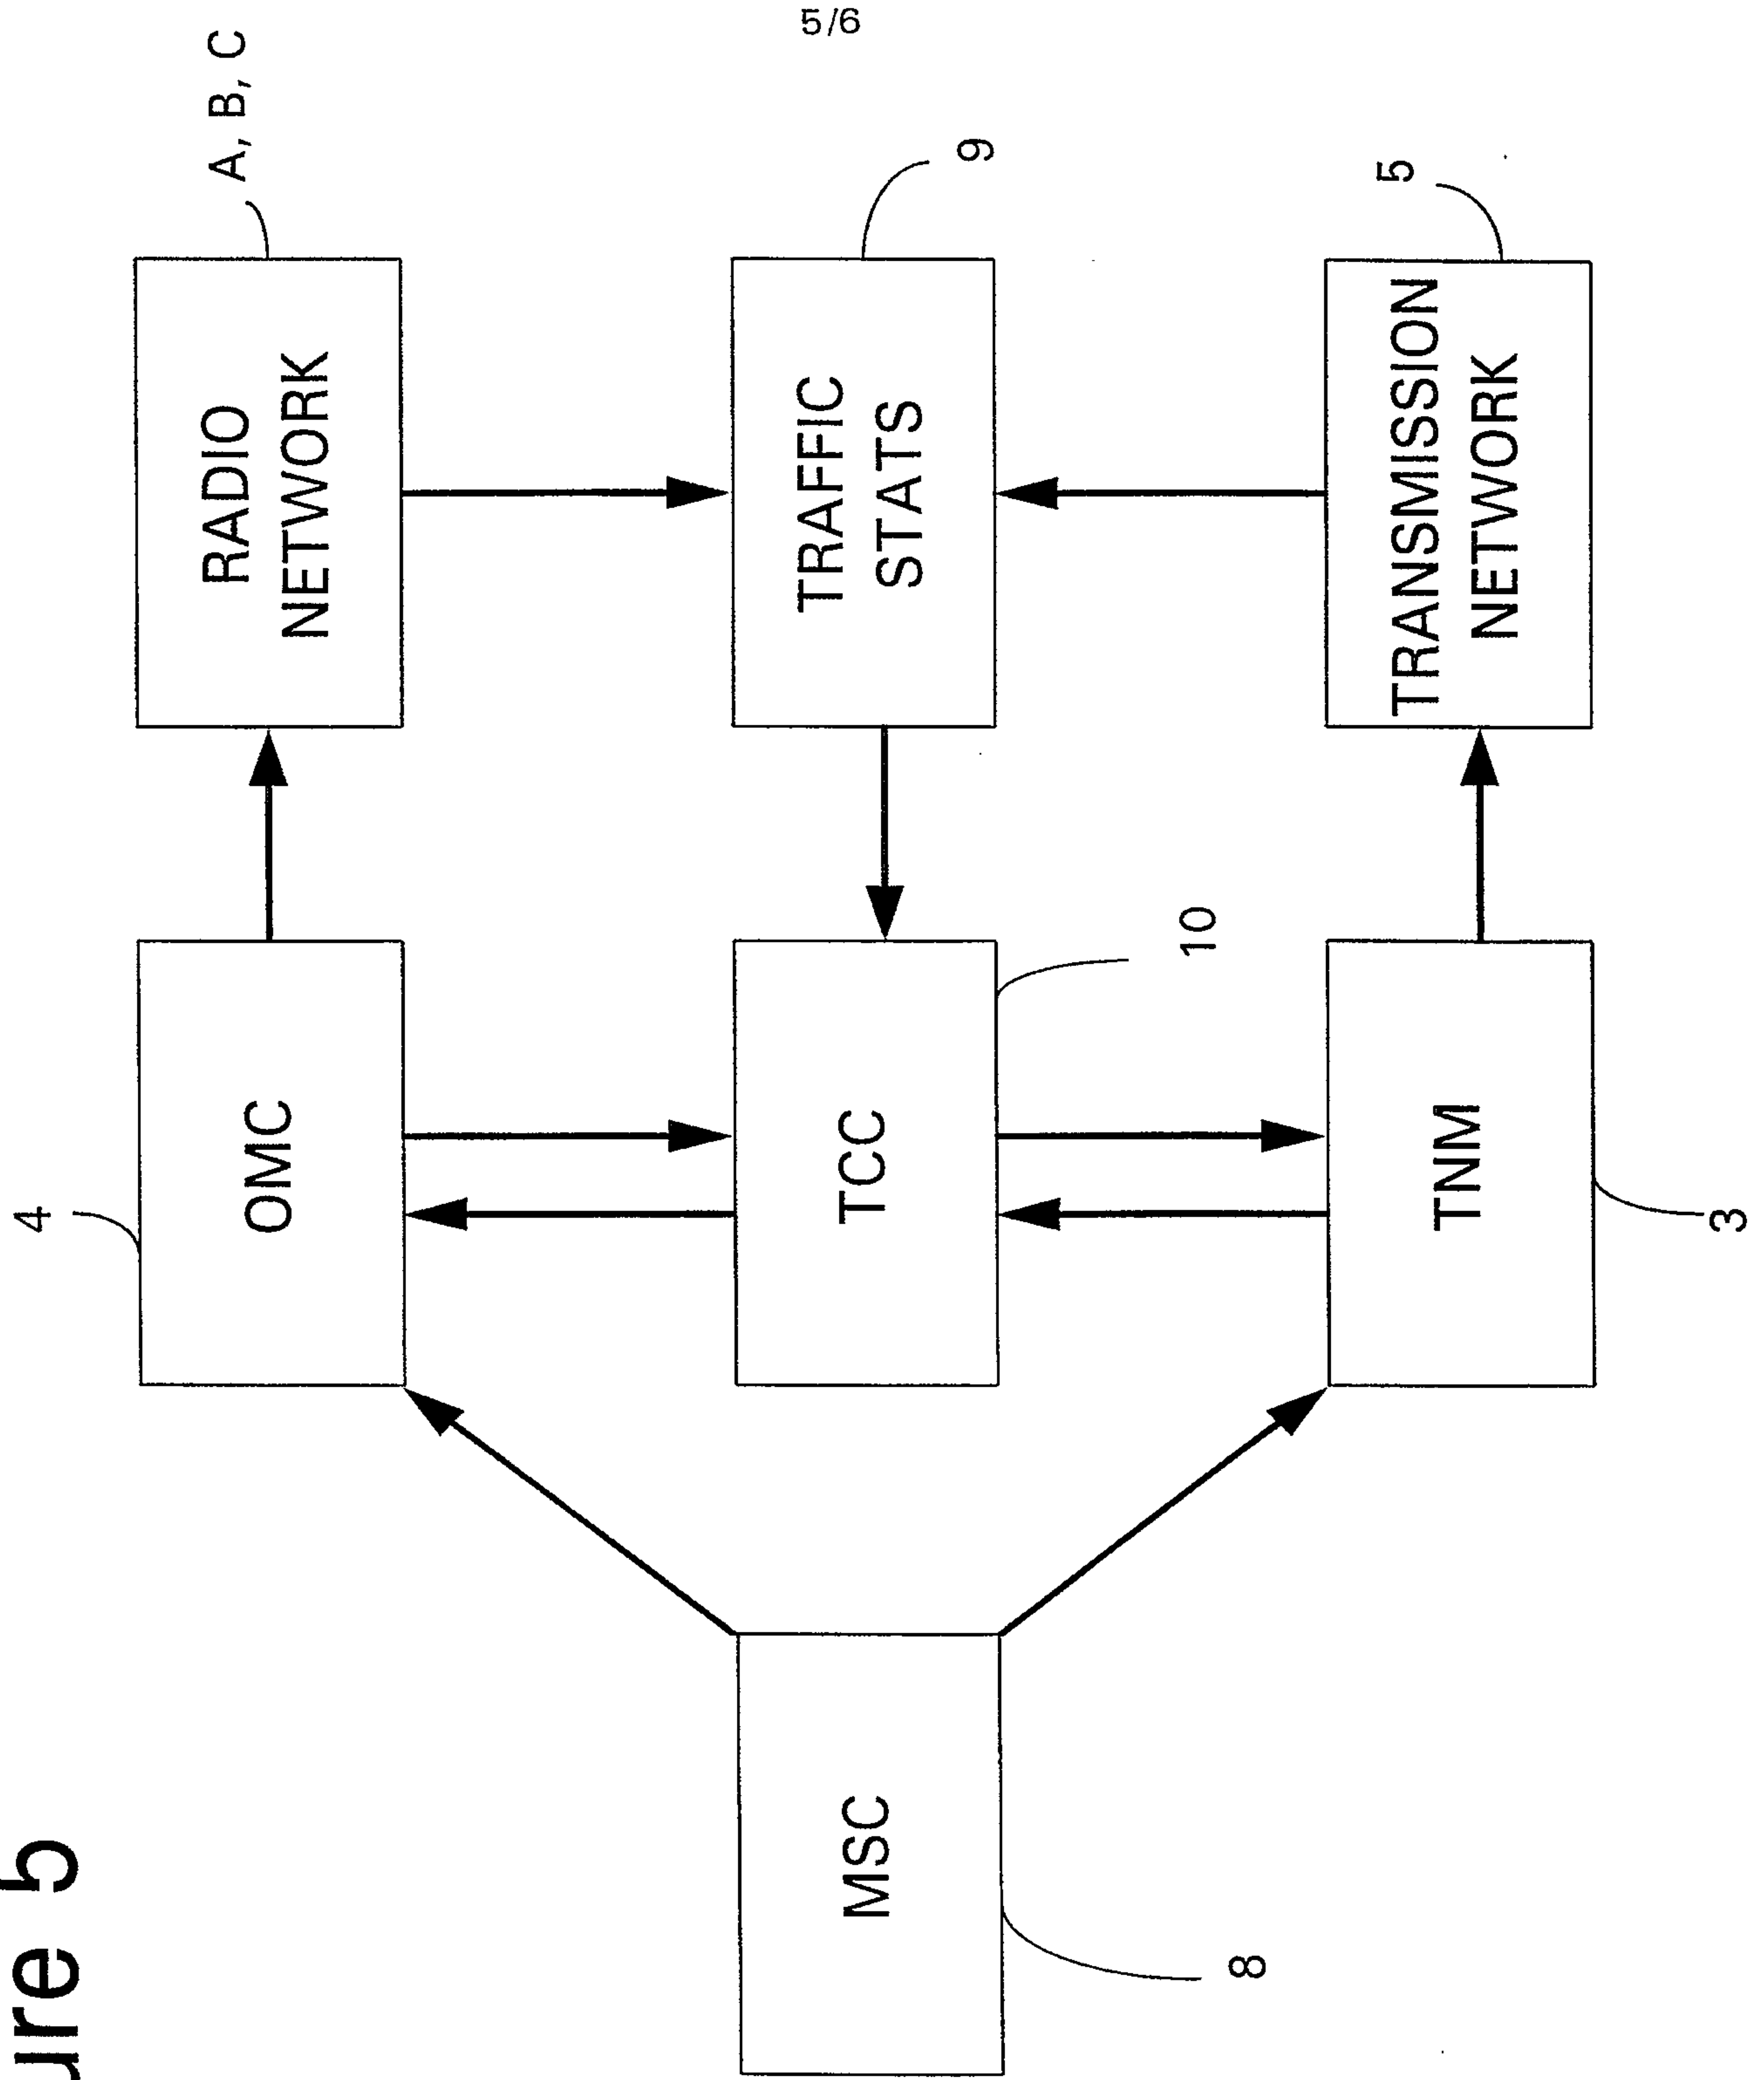 ure 5
4
A, B, C
OMC
RADIO
NETWORK
5/6
MSC
TCC
TRAFFIC
STATS
9
10
8
5
TNM
TRANSMISSION
NETWORK
3